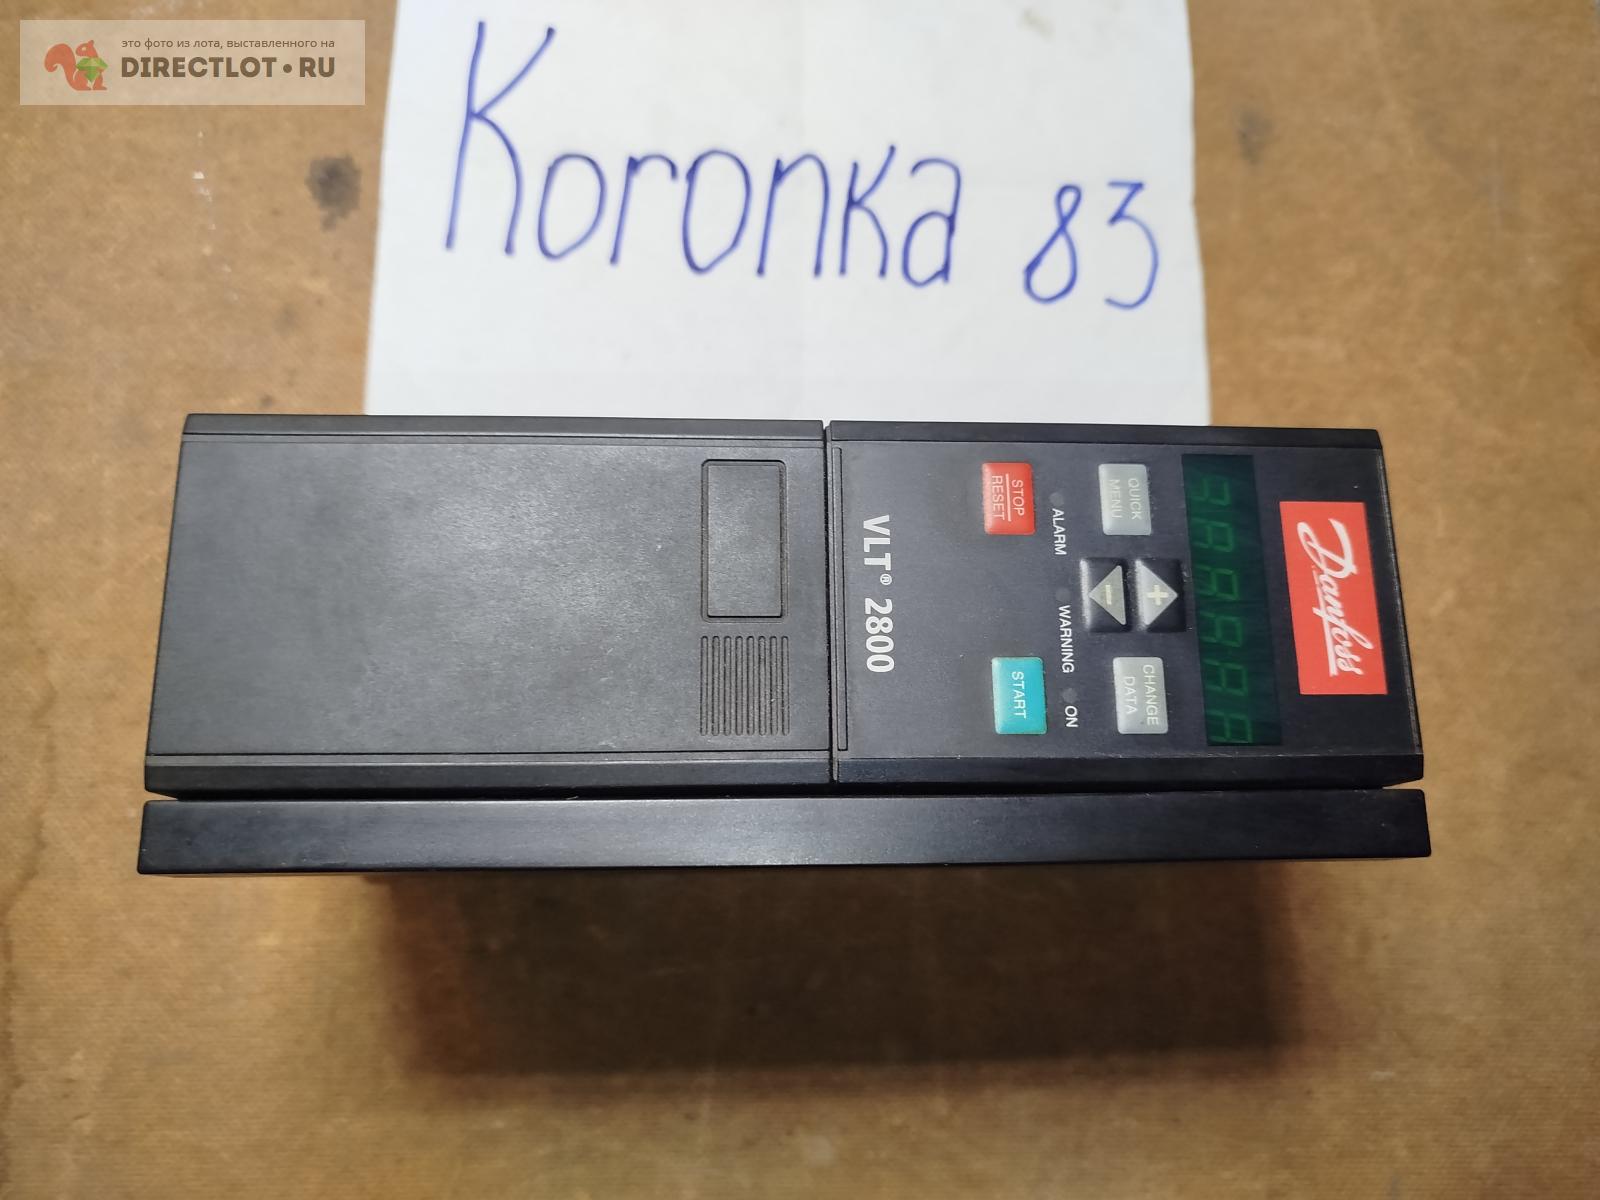 это фото из лота, выставленного на
DIRECTLOT•RU
Koronka 83
Danfoss
QUICK
MENU
+
-
CHANGE
DATA
STOP
RESET
START
ALARM
WARNING
ON
VLT® 2800